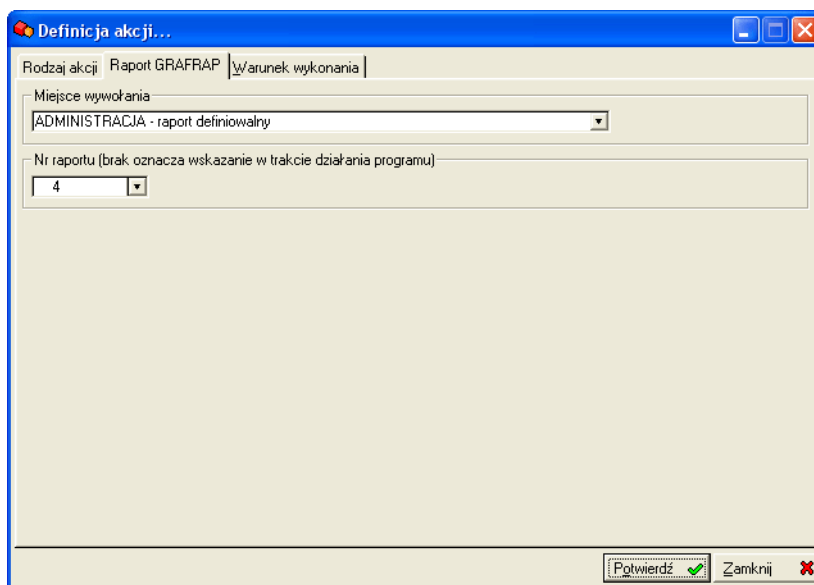 Definicja akcji...
Rodzaj akcji Raport GRAFRAP Warunek wykonania
Miejsce wywołania
ADMINISTRACJA - raport definiowalny
Nr raportu (brak oznacza wskazanie w trakcie działania programu)
4
Potwierdź Zamknij